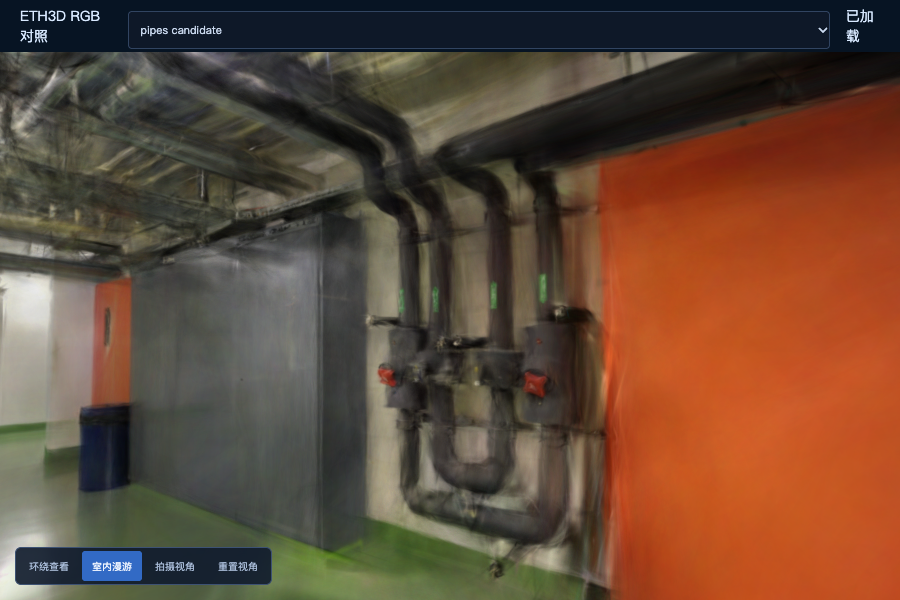 ETH3D RGB
对照
pipes candidate
已加
载
环绕查看
室内漫游
拍摄视角
重置视角